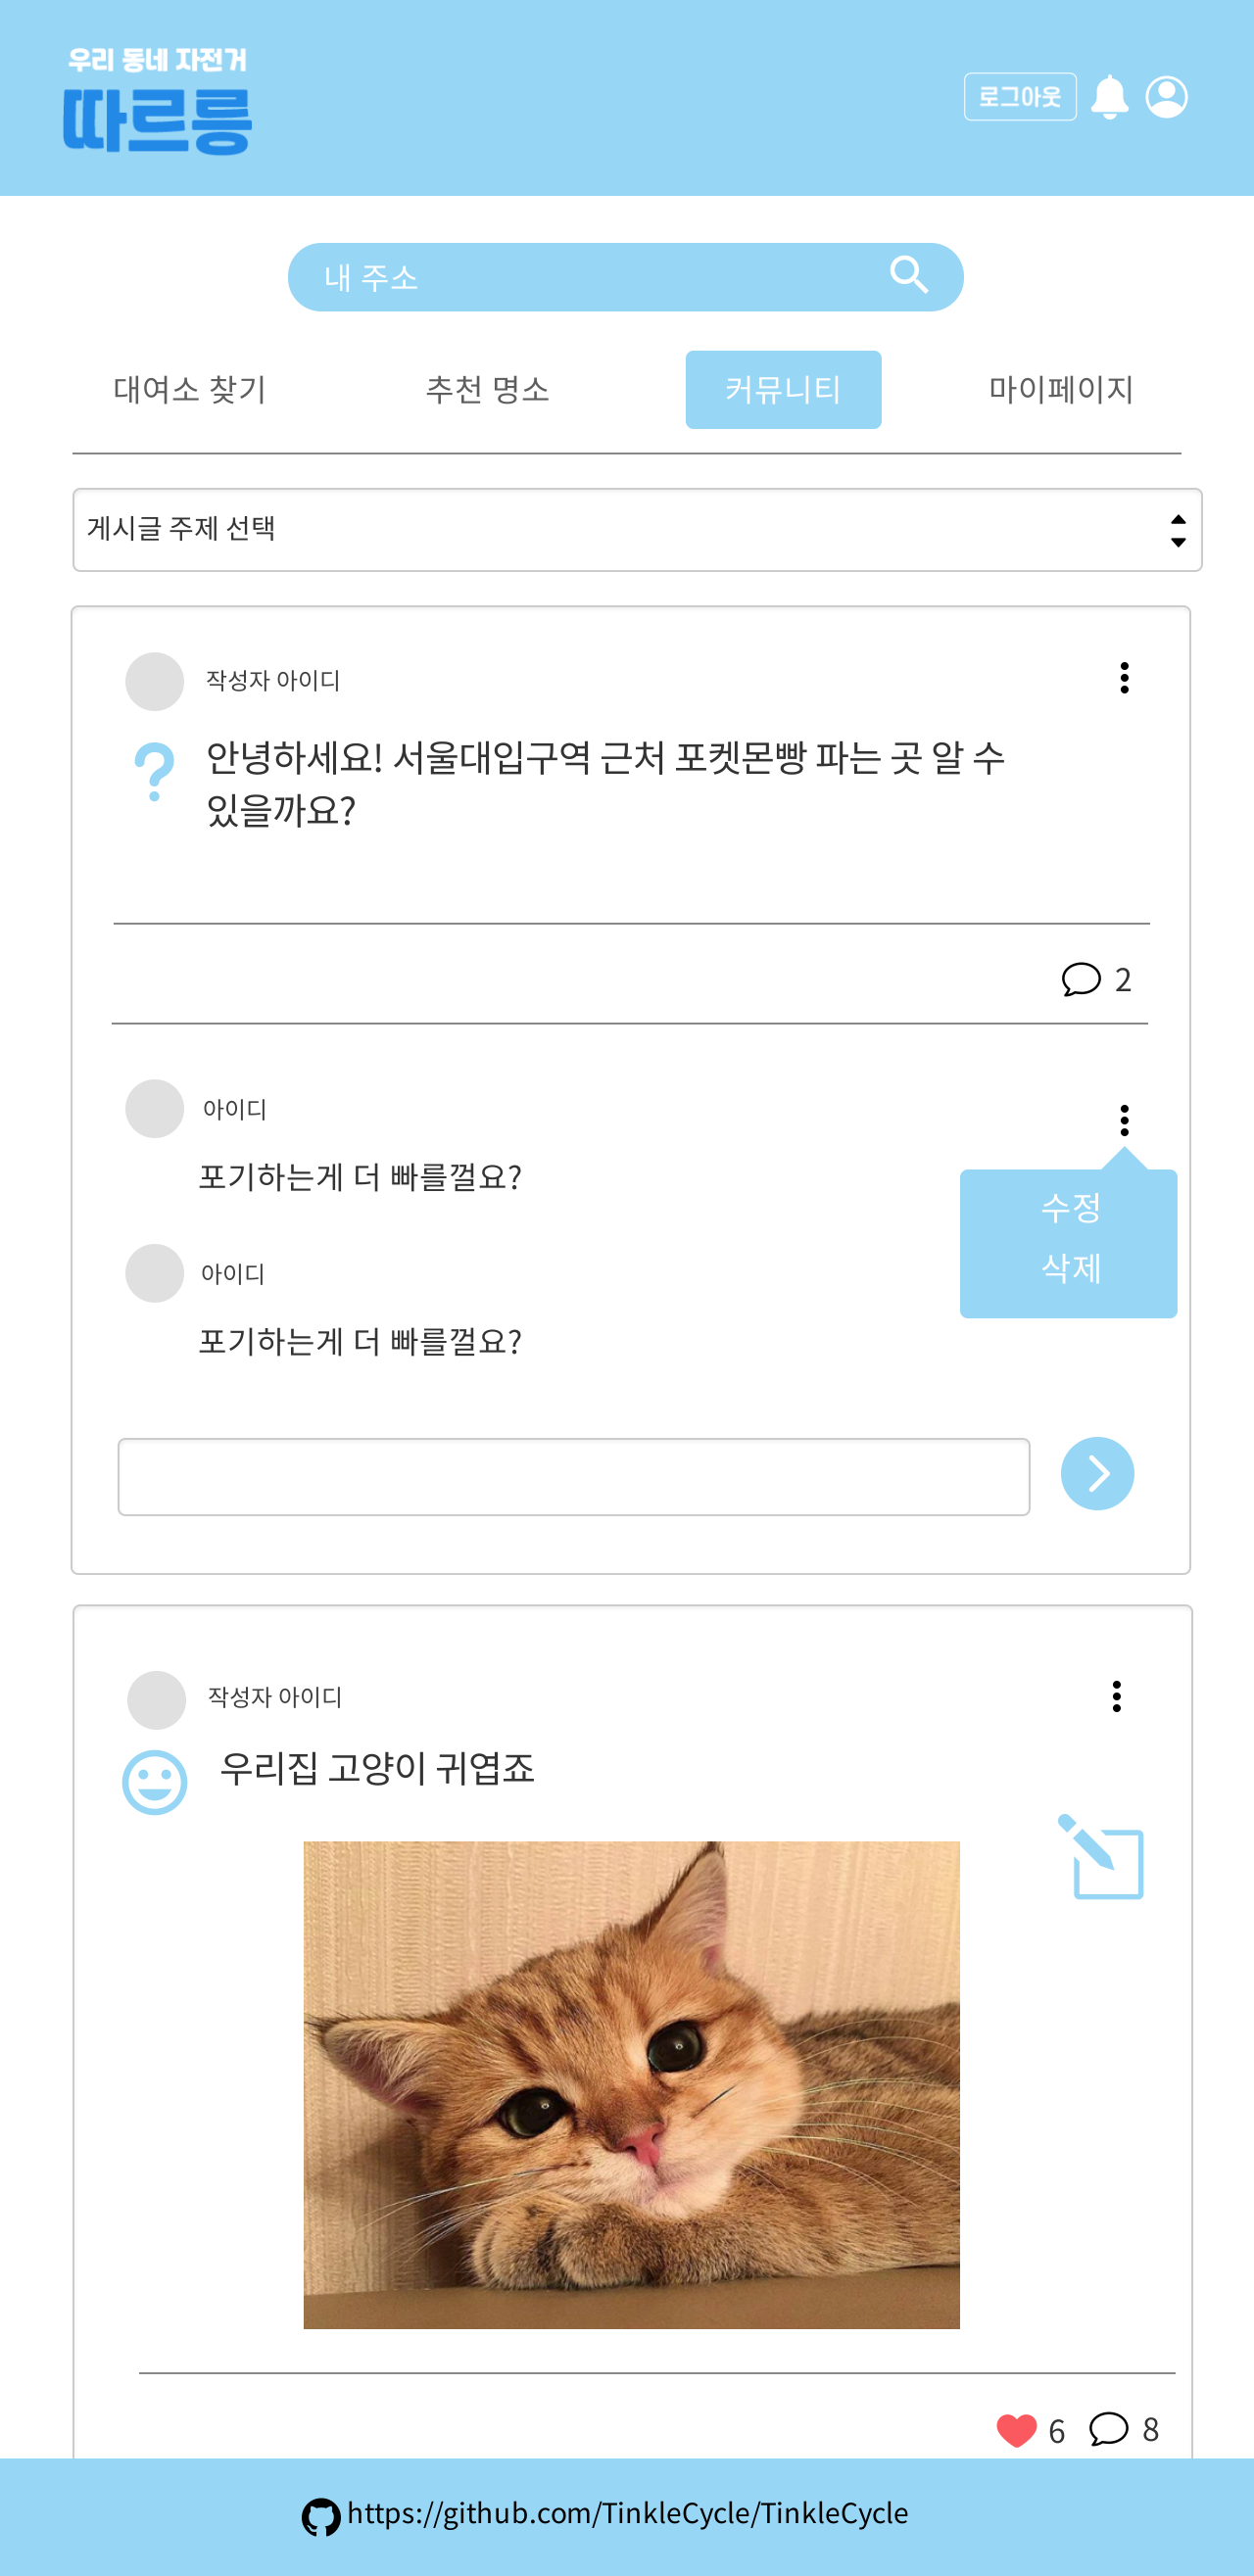 우리 동네 자전거
따르릉
로그아웃
내 주소
대여소 찾기
추천 명소
커뮤니티
마이페이지
게시글 주제 선택
작성자 아이디
안녕하세요! 서울대입구역 근처 포켓몬빵 파는 곳 알 수
있을까요?
2
아이디
포기하는게 더 빠를껄요?
수정
삭제
아이디
포기하는게 더 빠를껄요?
작성자 아이디
우리집 고양이 귀엽죠
6
8
https://github.com/TinkleCycle/TinkleCycle